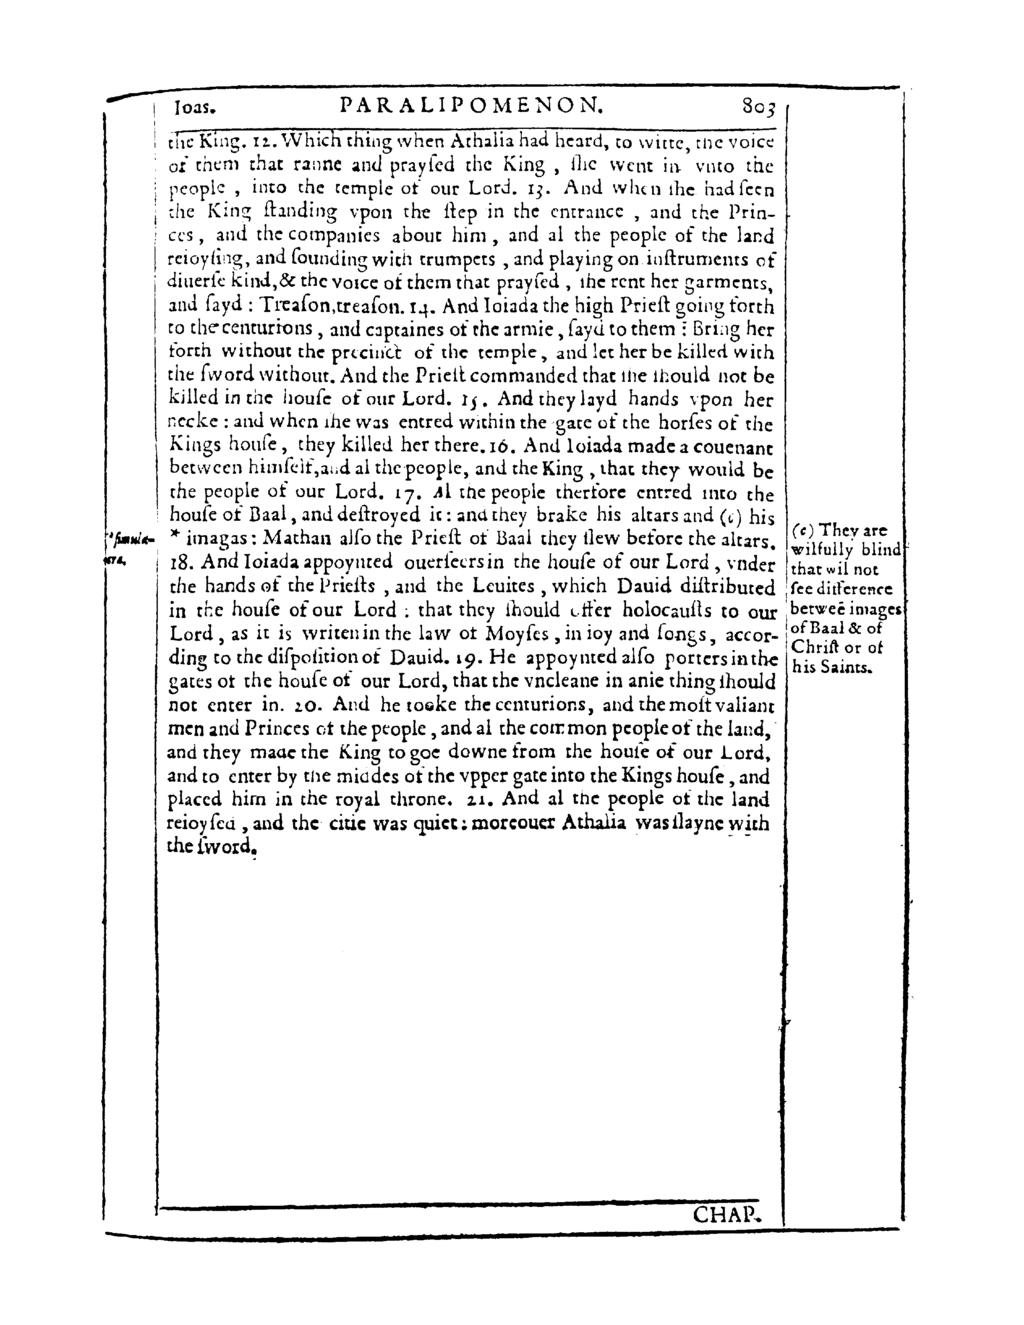 Ioas. PARALIPOMENON. 803
the King. 12. Which thing when Athalia had heard, to witte, the voice
of them that ranne and prayſed the King , ſhe went in vnto the
people , into the temple of our Lord. 13. And when ſhe had ſeen
the King ſtanding vpon the ſtep in the entrance , and the Prin-
ces, and the companies about him, and al the people of the land
reioyſing, and ſounding with trumpets , and playing on inſtruments of
diuerſe kind, & the voice of them that prayſed , ſhe rent her garments,
and ſayd : Treaſon, treaſon. 14. And Ioiada the high Prieſt going forth
to the centurions , and captaines of the armie, ſayd to them : Bring her
forth without the precinct of the temple, and let her be killed with
the ſword without. And the Prieſt commanded that ſhe ſhould not be
killed in the houſe of our Lord. 15. And they layd hands vpon her
necke : and when ſhe was entred within the gate of the horſes of the
Kings houſe, they killed her there. 16. And Ioiada made a couenant
between himſelf, and al the people, and the King , that they would be
the people of our Lord. 17. Al the people therfore entred into the
houſe of Baal, and deſtroyed it: and they brake his altars and (c) his
* imagas: Mathan alſo the Prieſt of Baal they ſlew before the altars.
18. And Ioiada appoynted ouerſeers in the houſe of our Lord , vnder
the hands of the Prieſts , and the Leuites , which Dauid diſtributed
in the houſe of our Lord : that they ſhould offer holocauſts to our
Lord , as it is writen in the law of Moyſes , in ioy and ſongs, accor-
ding to the diſpoſition of Dauid. 19. He appoynted alſo porters in the
gates of the houſe of our Lord, that the vncleane in anie thing ſhould
not enter in. 20. And he tooke the centurions, and the moſt valiant
men and Princes of the people , and al the common people of the land,
and they made the King to goe downe from the houſe of our Lord,
and to enter by the middes of the vpper gate into the Kings houſe , and
placed him in the royal throne. 21. And al the people of the land
reioyſed , and the citie was quiet: moreouer Athalia was ſlayne with
the ſword.
* ſimula-
cra.
(c) They are
wilfully blind
that wil not
ſee difference
betweē images
of Baal & of
Chriſt or of
his Saints.
CHAP.